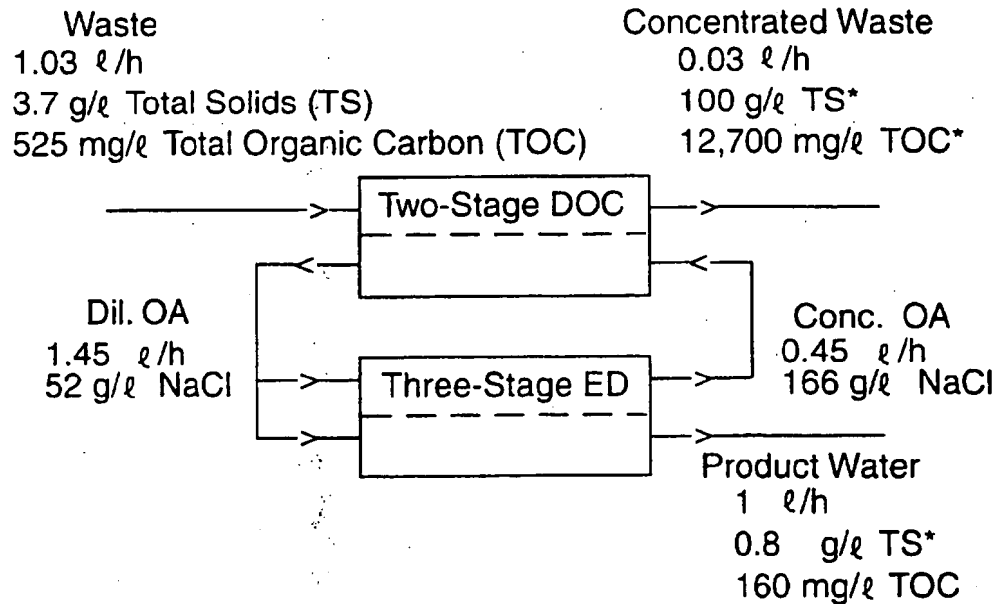 Waste
1.03 ℓ/h
3.7 g/ℓ Total Solids (TS)
525 mg/ℓ Total Organic Carbon (TOC)
Concentrated Waste
0.03 ℓ/h
100 g/ℓ TS*
12,700 mg/ℓ TOC*
Two-Stage DOC
Dil. OA
1.45 ℓ/h
52 g/ℓ NaCl
Conc. OA
0.45 ℓ/h
166 g/ℓ NaCl
Three-Stage ED
Product Water
1 ℓ/h
0.8 g/ℓ TS*
160 mg/ℓ TOC